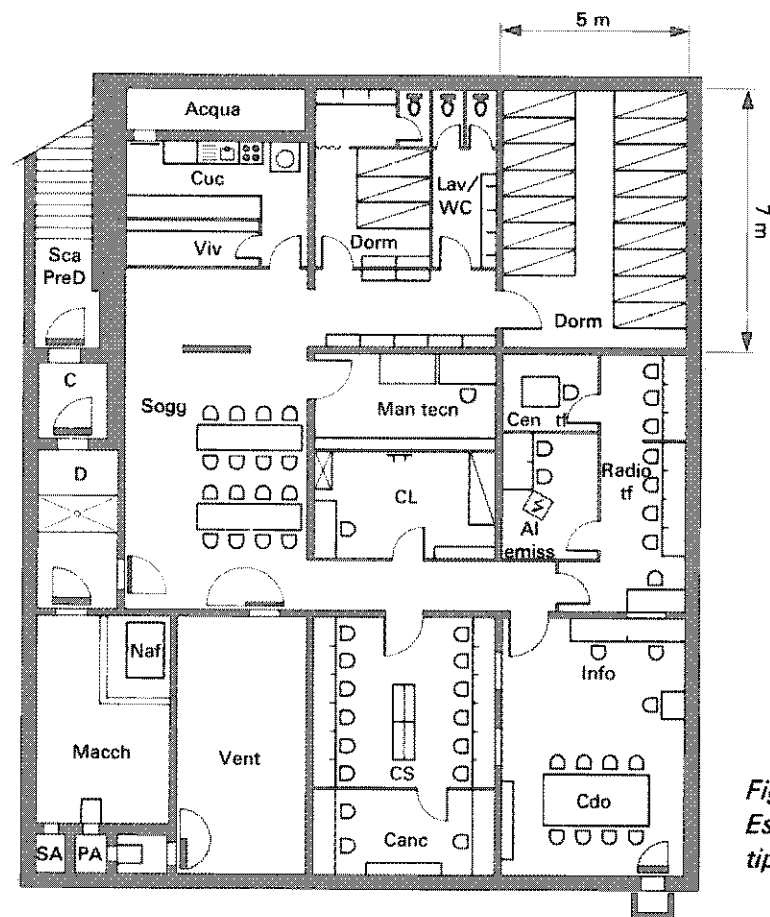 5 m
Acqua
Cuc
Viv
Dorm
Lav/
WC
7 m
Sca
PreD
Dorm
C
Sogg
Man tecn
Cen tf
D
CL
Radio
tf
Al
emiss
Naf
Info
Macch
Vent
CS
Cdo
SA
PA
Canc
Fig
Es
tip